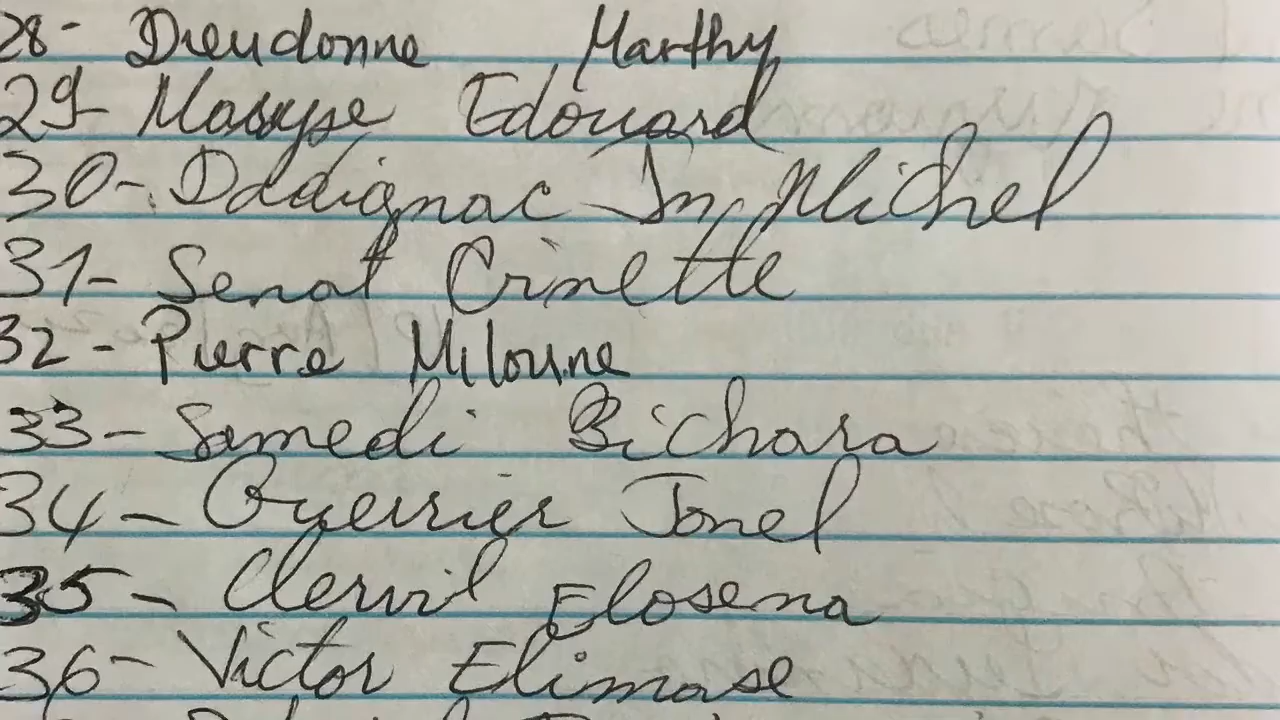 28- Dieudonne Marthy
29- Edouard
30- Jn Michel
31- Senat Crinette
32- Pierre Miloune
33- Samedi Bichara
34- Guerrier Jonel
35- Clervil Elosena
36- Victor Elimase